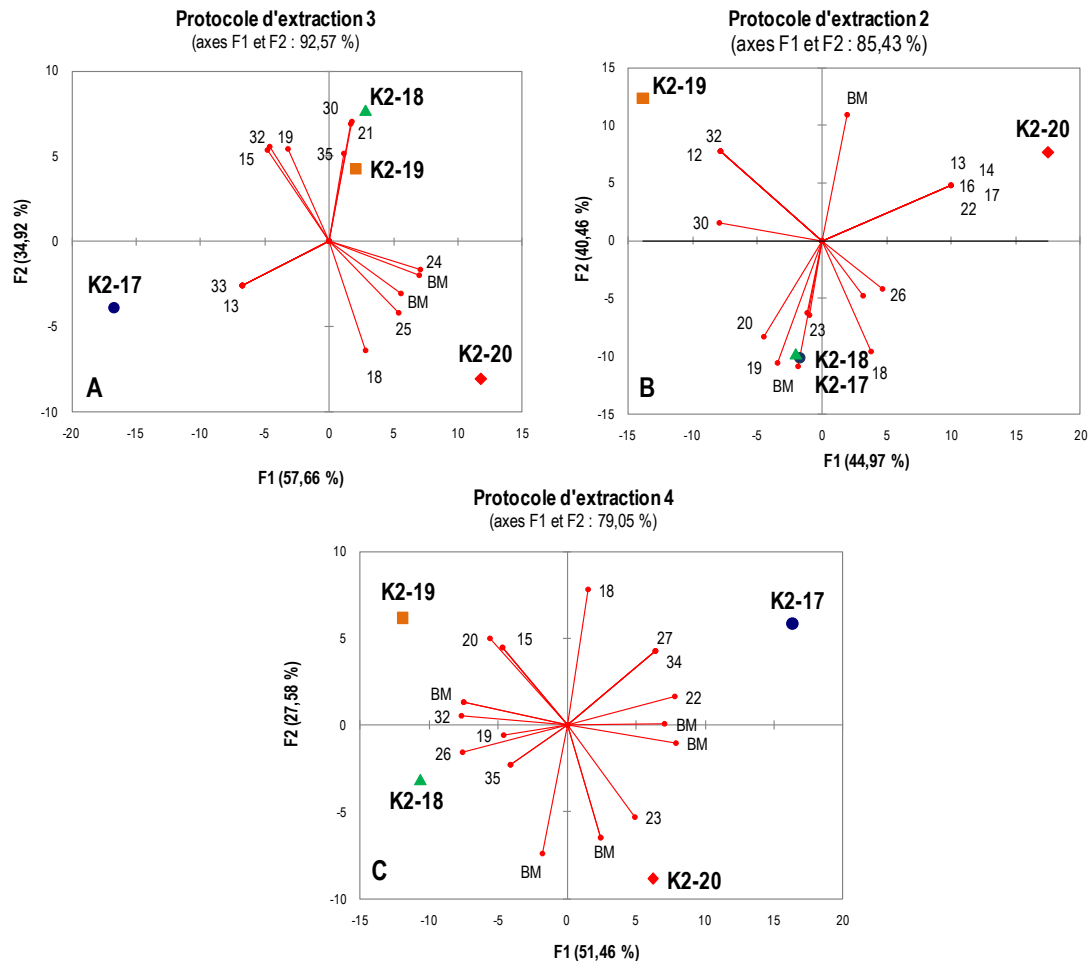 Protocole d'extraction 3
(axes F1 et F2 : 92,57 %)
10
5
0
-5
-10
F2 (34,92 %)
K2-18
30
21
32
19
15
35
K2-19
24
BM
BM
25
33
13
K2-17
18
K2-20
A
-20
-15
-10
-5
0
5
10
15
F1 (57,66 %)
Protocole d'extraction 2
(axes F1 et F2 : 85,43 %)
15
10
5
0
-5
-10
-15
F2 (40,46 %)
K2-19
BM
K2-20
32
12
13 14
16
17
22
30
26
20
23
19
K2-18
K2-17
18
BM
B
-15
-10
-5
0
5
10
15
20
F1 (44,97 %)
Protocole d'extraction 4
(axes F1 et F2 : 79,05 %)
10
5
0
-5
-10
F2 (27,58 %)
K2-19
18
K2-17
20
15
27
34
BM
22
32
BM
19
BM
26
35
K2-18
23
BM
BM
K2-20
C
-15
-10
-5
0
5
10
15
20
F1 (51,46 %)